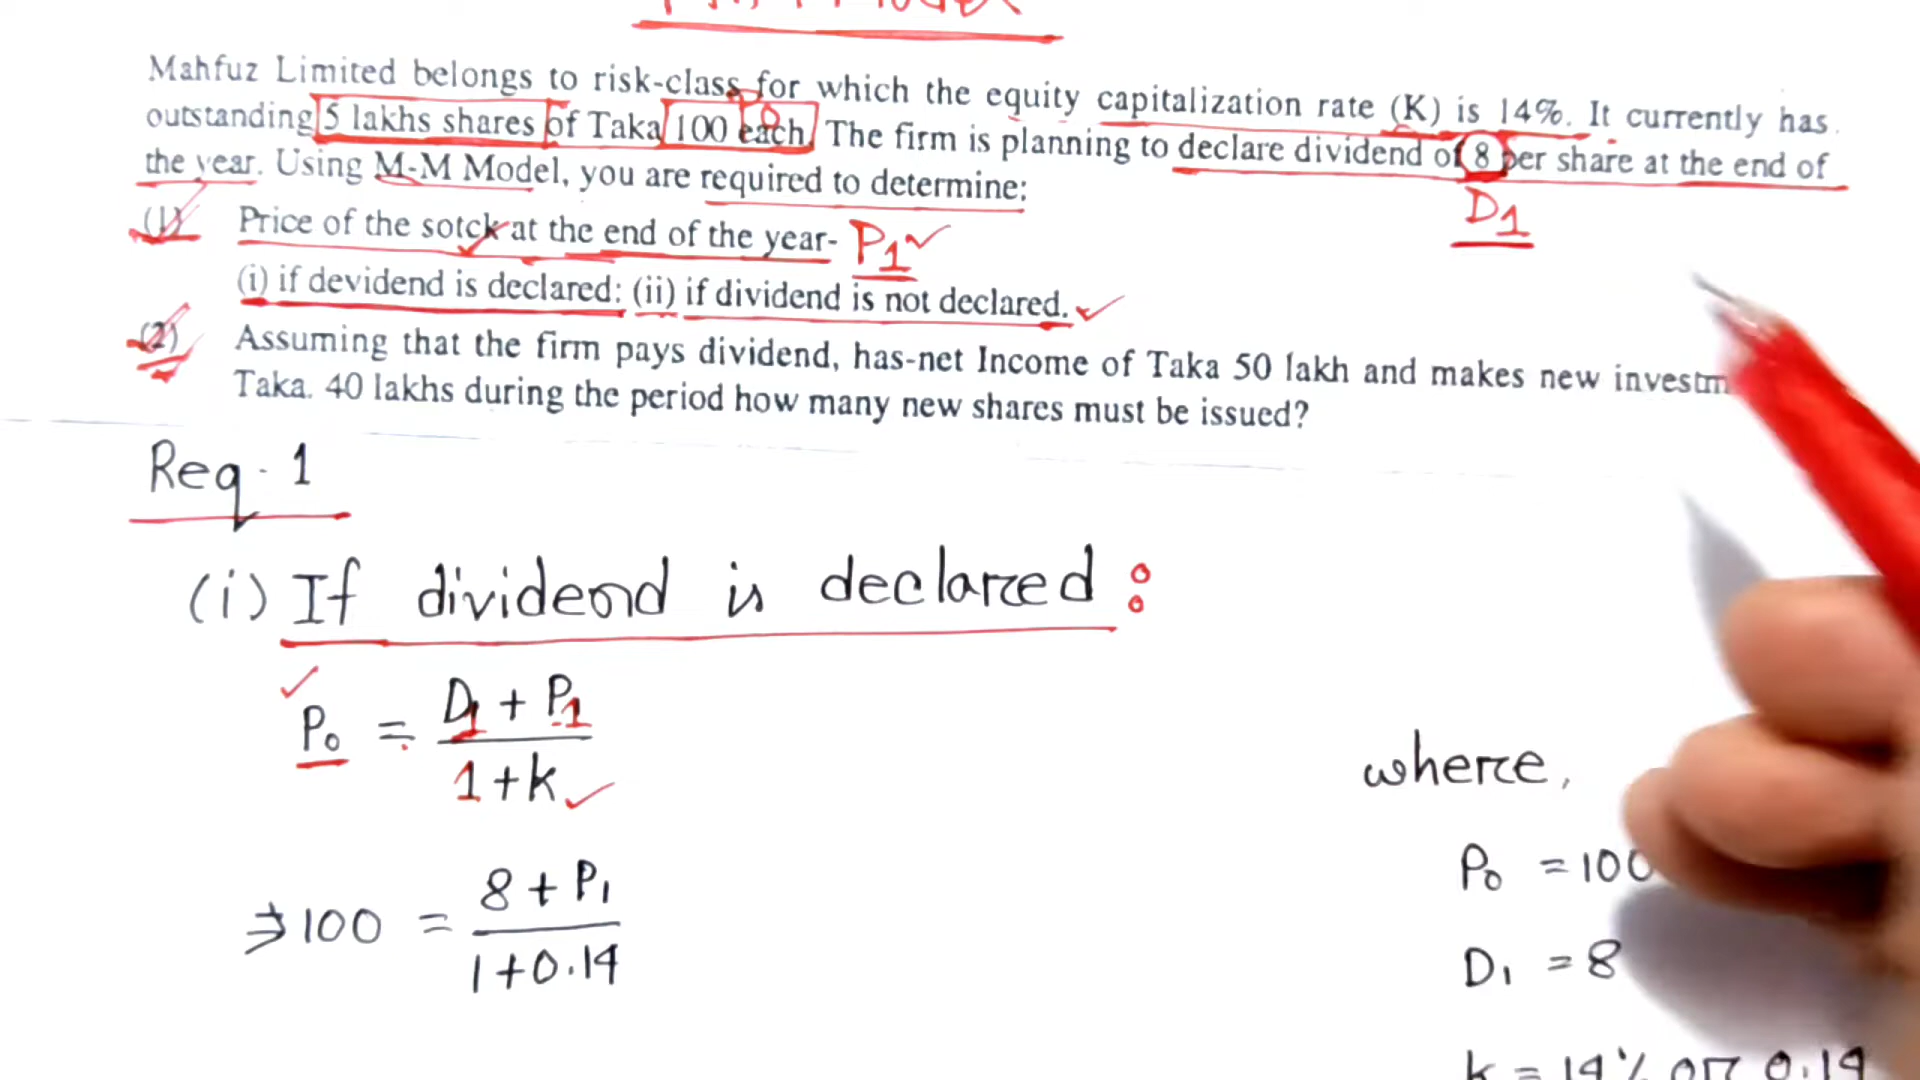 Mahfuz Limited belongs to risk-class for which the equity capitalization rate (K) is 14%. It currently has
outstanding 5 lakhs shares of Taka 100 each. The firm is planning to declare dividend of 8 per share at the end of
the year. Using M-M Model, you are required to determine:
P0
D1
(1) Price of the sotck at the end of the year- P1
(i) if devidend is declared: (ii) if dividend is not declared.
(2) Assuming that the firm pays dividend, has-net Income of Taka 50 lakh and makes new
Taka. 40 lakhs during the period how many new shares must be issued?
Req-1
(i) If dividend is declared:
P0 = D1 + P1
1+k
where,
⇒ 100 = 8 + P1
1+0.14
P0 = 100
D1 = 8
k = 14% or 0.14